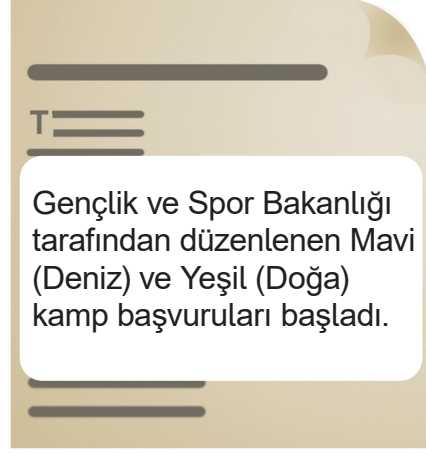 T
Gençlik ve Spor Bakanlığı
tarafından düzenlenen Mavi
(Deniz) ve Yeşil (Doğa)
kamp başvuruları başladı.